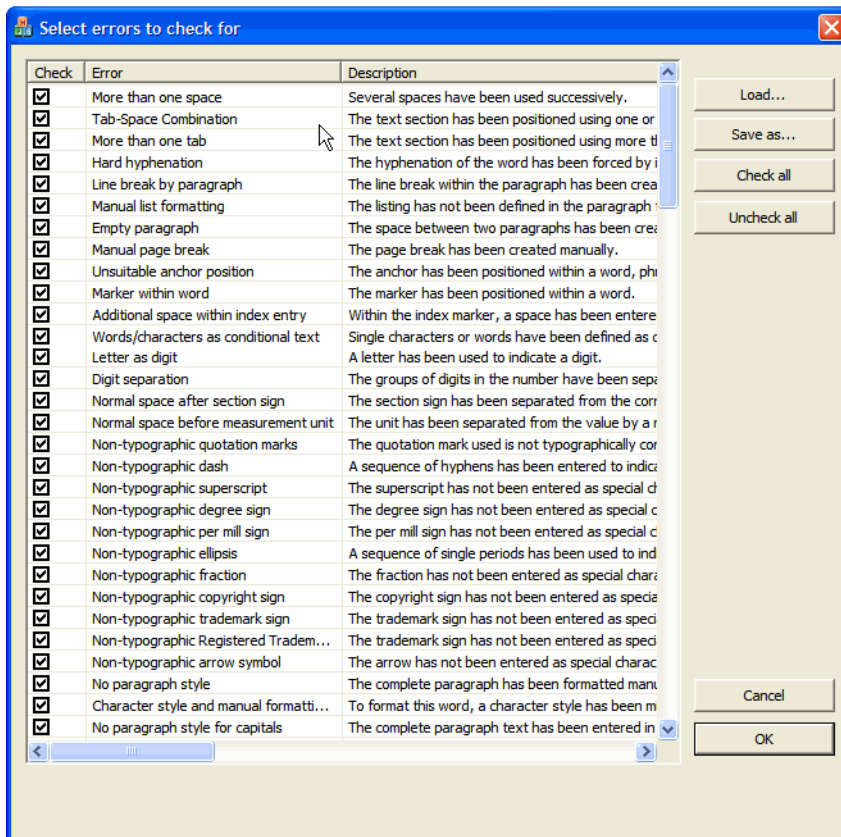 Select errors to check for
Check Error Description
More than one space Several spaces have been used successively.
Tab-Space Combination The text section has been positioned using one or
More than one tab The text section has been positioned using more
Hard hyphenation The hyphenation of the word has been forced by
Line break by paragraph The line break within the paragraph has been crea
Manual list formatting The listing has not been defined in the paragraph
Empty paragraph The space between two paragraphs has been crea
Manual page break The page break has been created manually.
Unsuitable anchor position The anchor has been positioned within a word, phr
Marker within word The marker has been positioned within a word.
Additional space within index entry Within the index marker, a space has been entere
Words/characters as conditional text Single characters or words have been defined as
Letter as digit A letter has been used to indicate a digit.
Digit separation The groups of digits in the number have been sepa
Normal space after section sign The section sign has been separated from the corr
Normal space before measurement unit The unit has been separated from the value by a
Non-typographic quotation marks The quotation mark used is not typographically cor
Non-typographic dash A sequence of hyphens has been entered to indica
Non-typographic superscript The superscript has not been entered as special
Non-typographic degree sign The degree sign has not been entered as special
Non-typographic per mill sign The per mill sign has not been entered as special
Non-typographic ellipsis A sequence of single periods has been used to ind
Non-typographic fraction The fraction has not been entered as special chara
Non-typographic copyright sign The copyright sign has not been entered as specia
Non-typographic trademark sign The trademark sign has not been entered as speci
Non-typographic Registered Tradem... The trademark sign has not been entered as speci
Non-typographic arrow symbol The arrow has not been entered as special charac
No paragraph style The complete paragraph has been formatted manu
Character style and manual formatti... To format this word, a character style has been m
No paragraph style for capitals The complete paragraph text has been entered in
Load...
Save as...
Check all
Uncheck all
Cancel
OK